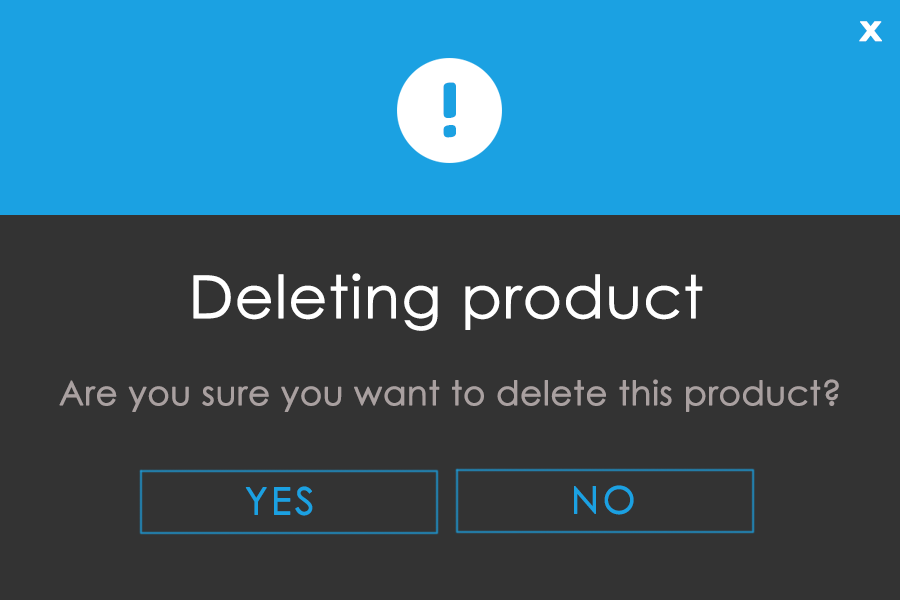 x
!
Deleting product
Are you sure you want to delete this product?
YES NO